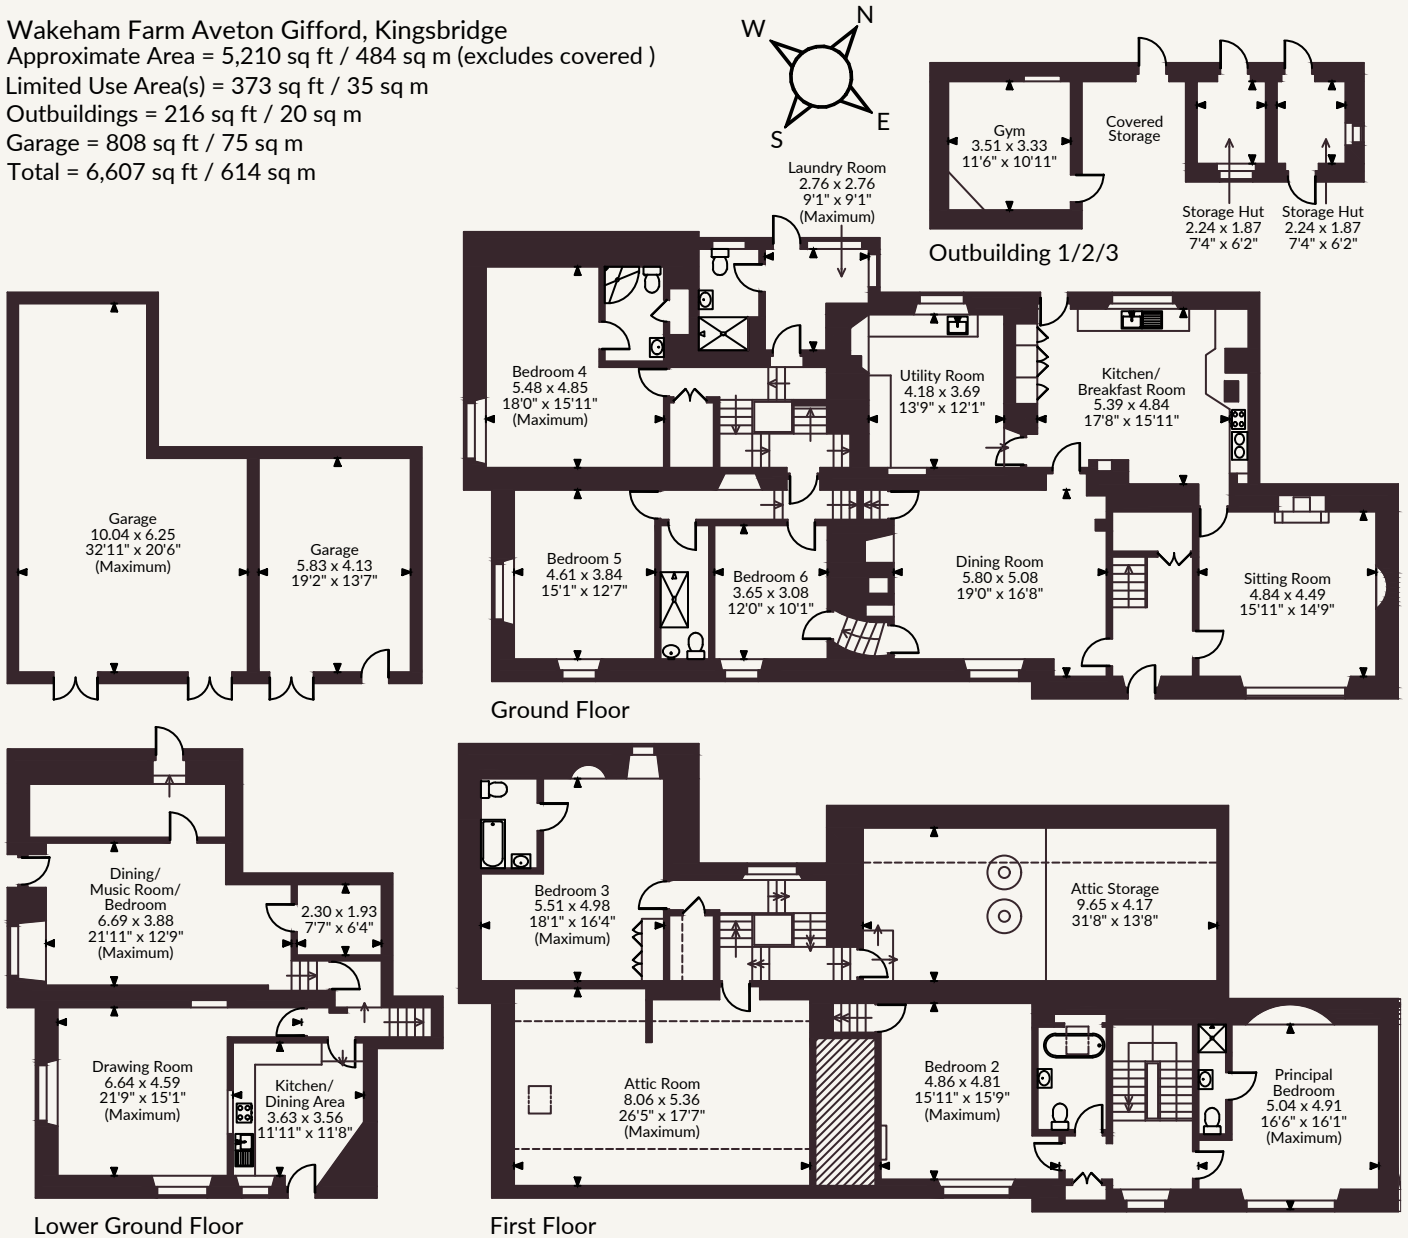 Wakeham Farm Aveton Gifford, Kingsbridge
Approximate Area = 5,210 sq ft / 484 sq m (excludes covered )
Limited Use Area(s) = 373 sq ft / 35 sq m
Outbuildings = 216 sq ft / 20 sq m
Garage = 808 sq ft / 75 sq m
Total = 6,607 sq ft / 614 sq m
N
W
E
S
Gym
3.51 x 3.33
11'6" x 10'11"
Covered
Storage
Storage Hut
2.24 x 1.87
7'4" x 6'2"
Storage Hut
2.24 x 1.87
7'4" x 6'2"
Outbuilding 1/2/3
Laundry Room
2.76 x 2.76
9'1" x 9'1"
(Maximum)
Bedroom 4
5.48 x 4.85
18'0" x 15'11"
(Maximum)
Utility Room
4.18 x 3.69
13'9" x 12'1"
Kitchen/
Breakfast Room
5.39 x 4.84
17'8" x 15'11"
Garage
10.04 x 6.25
32'11" x 20'6"
(Maximum)
Garage
5.83 x 4.13
19'2" x 13'7"
Bedroom 5
4.61 x 3.84
15'1" x 12'7"
Bedroom 6
3.65 x 3.08
12'0" x 10'1"
Dining Room
5.80 x 5.08
19'0" x 16'8"
Sitting Room
4.84 x 4.49
15'11" x 14'9"
Ground Floor
Dining/
Music Room/
Bedroom
6.69 x 3.88
21'11" x 12'9"
(Maximum)
2.30 x 1.93
7'7" x 6'4"
Drawing Room
6.64 x 4.59
21'9" x 15'1"
(Maximum)
Kitchen/
Dining Area
3.63 x 3.56
11'11" x 11'8"
Lower Ground Floor
Bedroom 3
5.51 x 4.98
18'1" x 16'4"
(Maximum)
Attic Storage
9.65 x 4.17
31'8" x 13'8"
Attic Room
8.06 x 5.36
26'5" x 17'7"
(Maximum)
Bedroom 2
4.86 x 4.81
15'11" x 15'9"
(Maximum)
Principal
Bedroom
5.04 x 4.91
16'6" x 16'1"
(Maximum)
First Floor